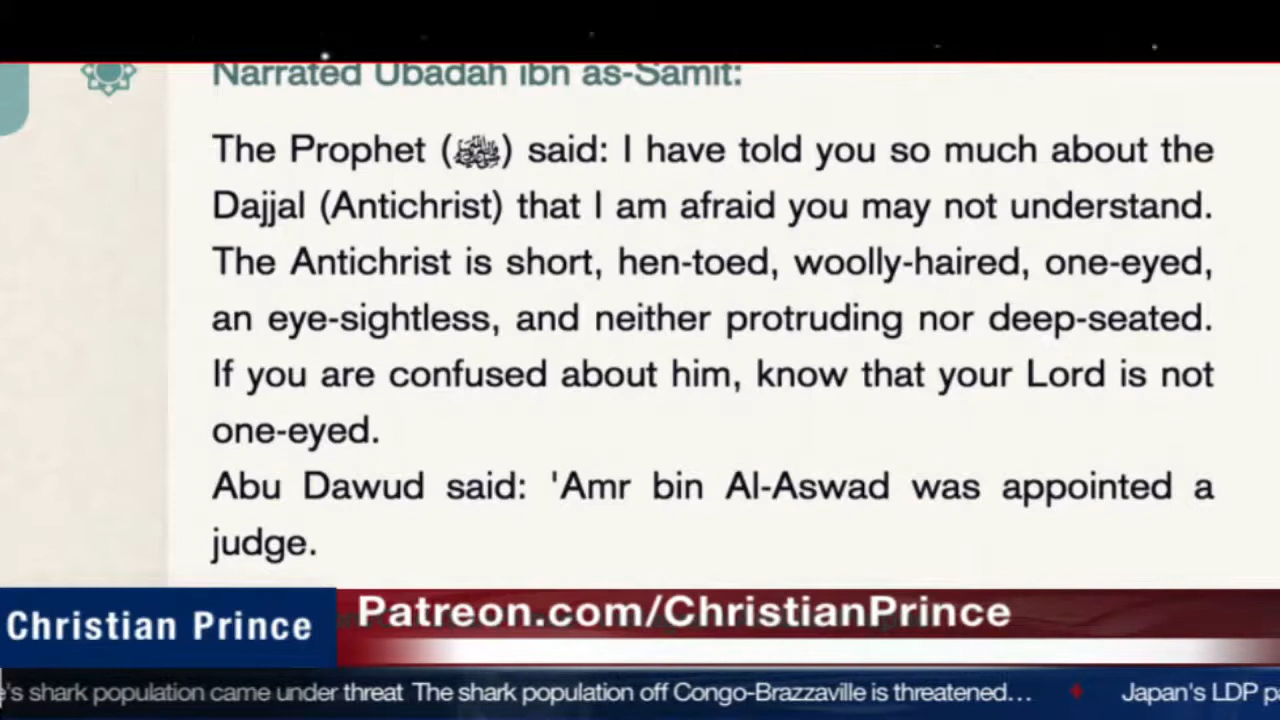 Narrated Ubadah ibn as-Samit:
The Prophet (ﷺ) said: I have told you so much about the
Dajjal (Antichrist) that I am afraid you may not understand.
The Antichrist is short, hen-toed, woolly-haired, one-eyed,
an eye-sightless, and neither protruding nor deep-seated.
If you are confused about him, know that your Lord is not
one-eyed.
Abu Dawud said: 'Amr bin Al-Aswad was appointed a
judge.
Christian Prince
Patreon.com/ChristianPrince
e's shark population came under threat The shark population off Congo-Brazzaville is threatened... ♦ Japan's LDP pa